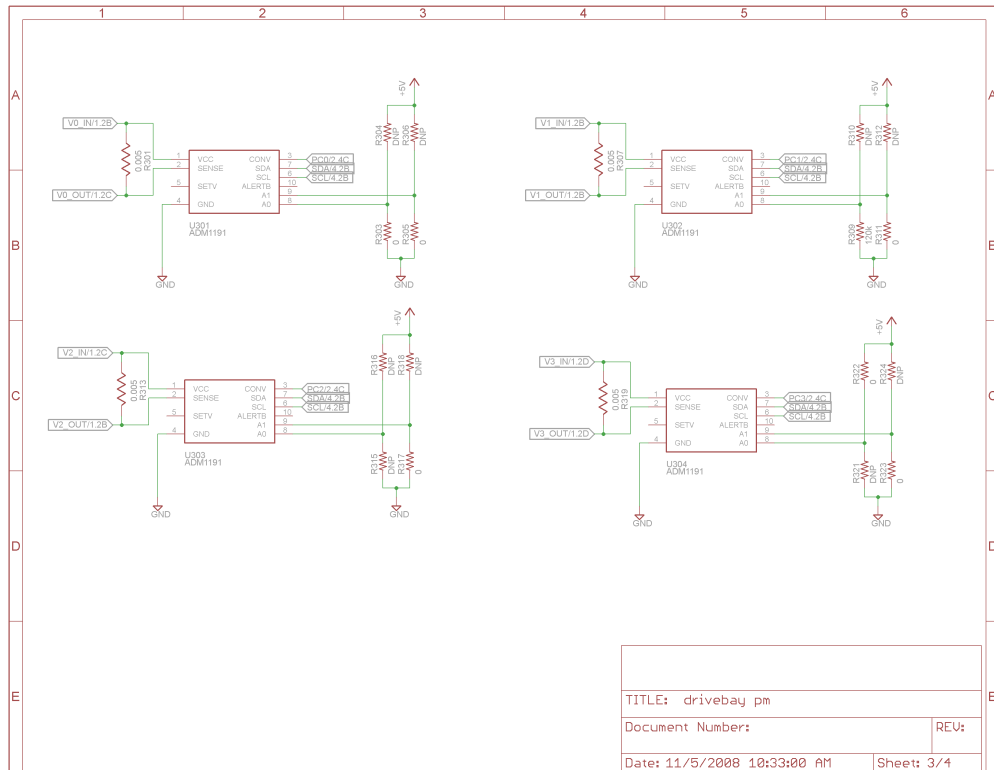 1 2 3 4 5 6
A A
B B
C C
D D
E E
+5V
V0_IN/1.2B
0.005
R301
V0_OUT/1.2C
1 VCC CONV 3 PC0/2.4C
2 SENSE SDA 7 SDA/4.2B
SCL 6 SCL/4.2B
5 SETV ALERTB 10
A1 9
4 GND A0 8
U301
ADM1191
R304
DNP
R306
DNP
R303
0
R305
0
GND
GND
+5V
V1_IN/1.2B
0.005
R307
V1_OUT/1.2B
1 VCC CONV 3 PC1/2.4C
2 SENSE SDA 7 SDA/4.2B
SCL 6 SCL/4.2B
5 SETV ALERTB 10
A1 9
4 GND A0 8
U302
ADM1191
R310
DNP
R312
DNP
R309
120k
R311
0
GND
GND
+5V
V2_IN/1.2C
0.005
R313
V2_OUT/1.2B
1 VCC CONV 3 PC2/2.4C
2 SENSE SDA 7 SDA/4.2B
SCL 6 SCL/4.2B
5 SETV ALERTB 10
A1 9
4 GND A0 8
U303
ADM1191
R316
DNP
R318
DNP
R315
DNP
R317
0
GND
GND
+5V
V3_IN/1.2D
0.005
R319
V3_OUT/1.2D
1 VCC CONV 3 PC3/2.4C
2 SENSE SDA 7 SDA/4.2B
SCL 6 SCL/4.2B
5 SETV ALERTB 10
A1 9
4 GND A0 8
U304
ADM1191
R322
0
R324
DNP
R321
DNP
R323
0
GND
GND
TITLE: drivebay pm
Document Number: REV:
Date: 11/5/2008 10:33:00 AM Sheet: 3/4